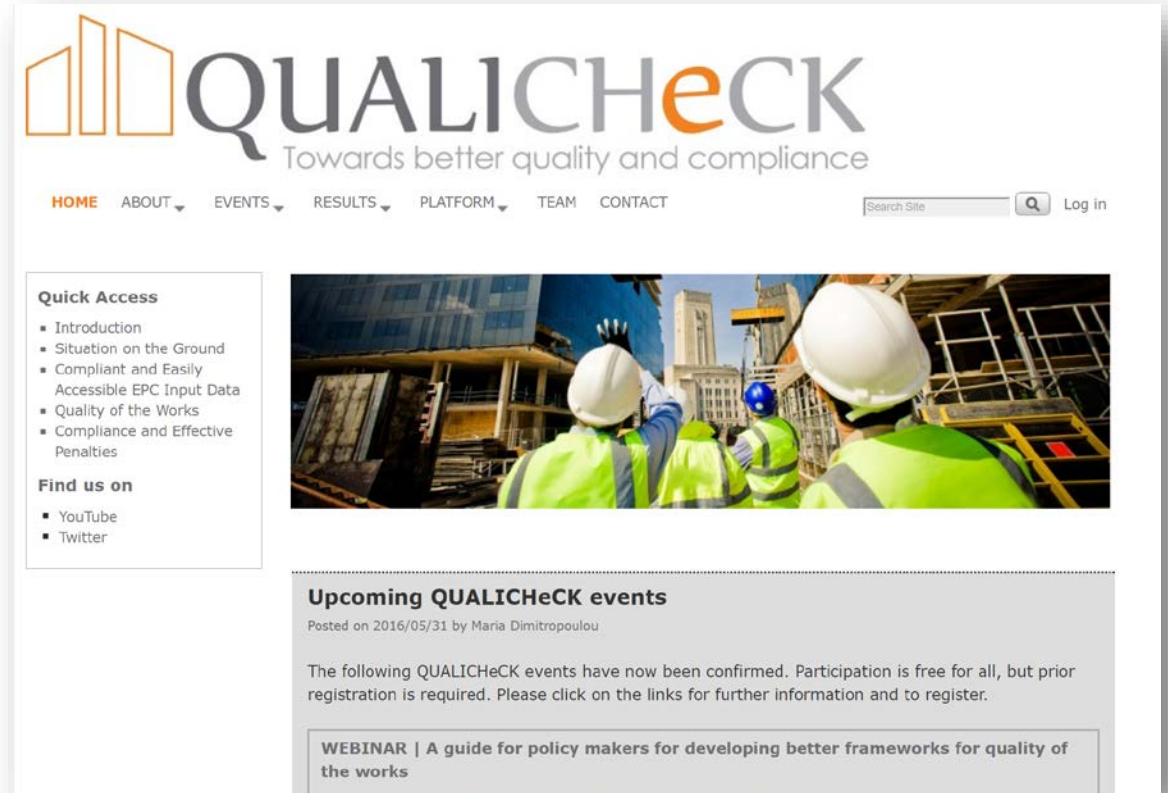 QUALICHeCK
Towards better quality and compliance
HOME ABOUT EVENTS RESULTS PLATFORM TEAM CONTACT
Search Site
Log in
Quick Access
Introduction
Situation on the Ground
Compliant and Easily
Accessible EPC Input Data
Quality of the Works
Compliance and Effective
Penalties
Find us on
YouTube
Twitter
Upcoming QUALICHeCK events
Posted on 2016/05/31 by Maria Dimitropoulou
The following QUALICHeCK events have now been confirmed. Participation is free for all, but prior
registration is required. Please click on the links for further information and to register.
WEBINAR | A guide for policy makers for developing better frameworks for quality of
the works